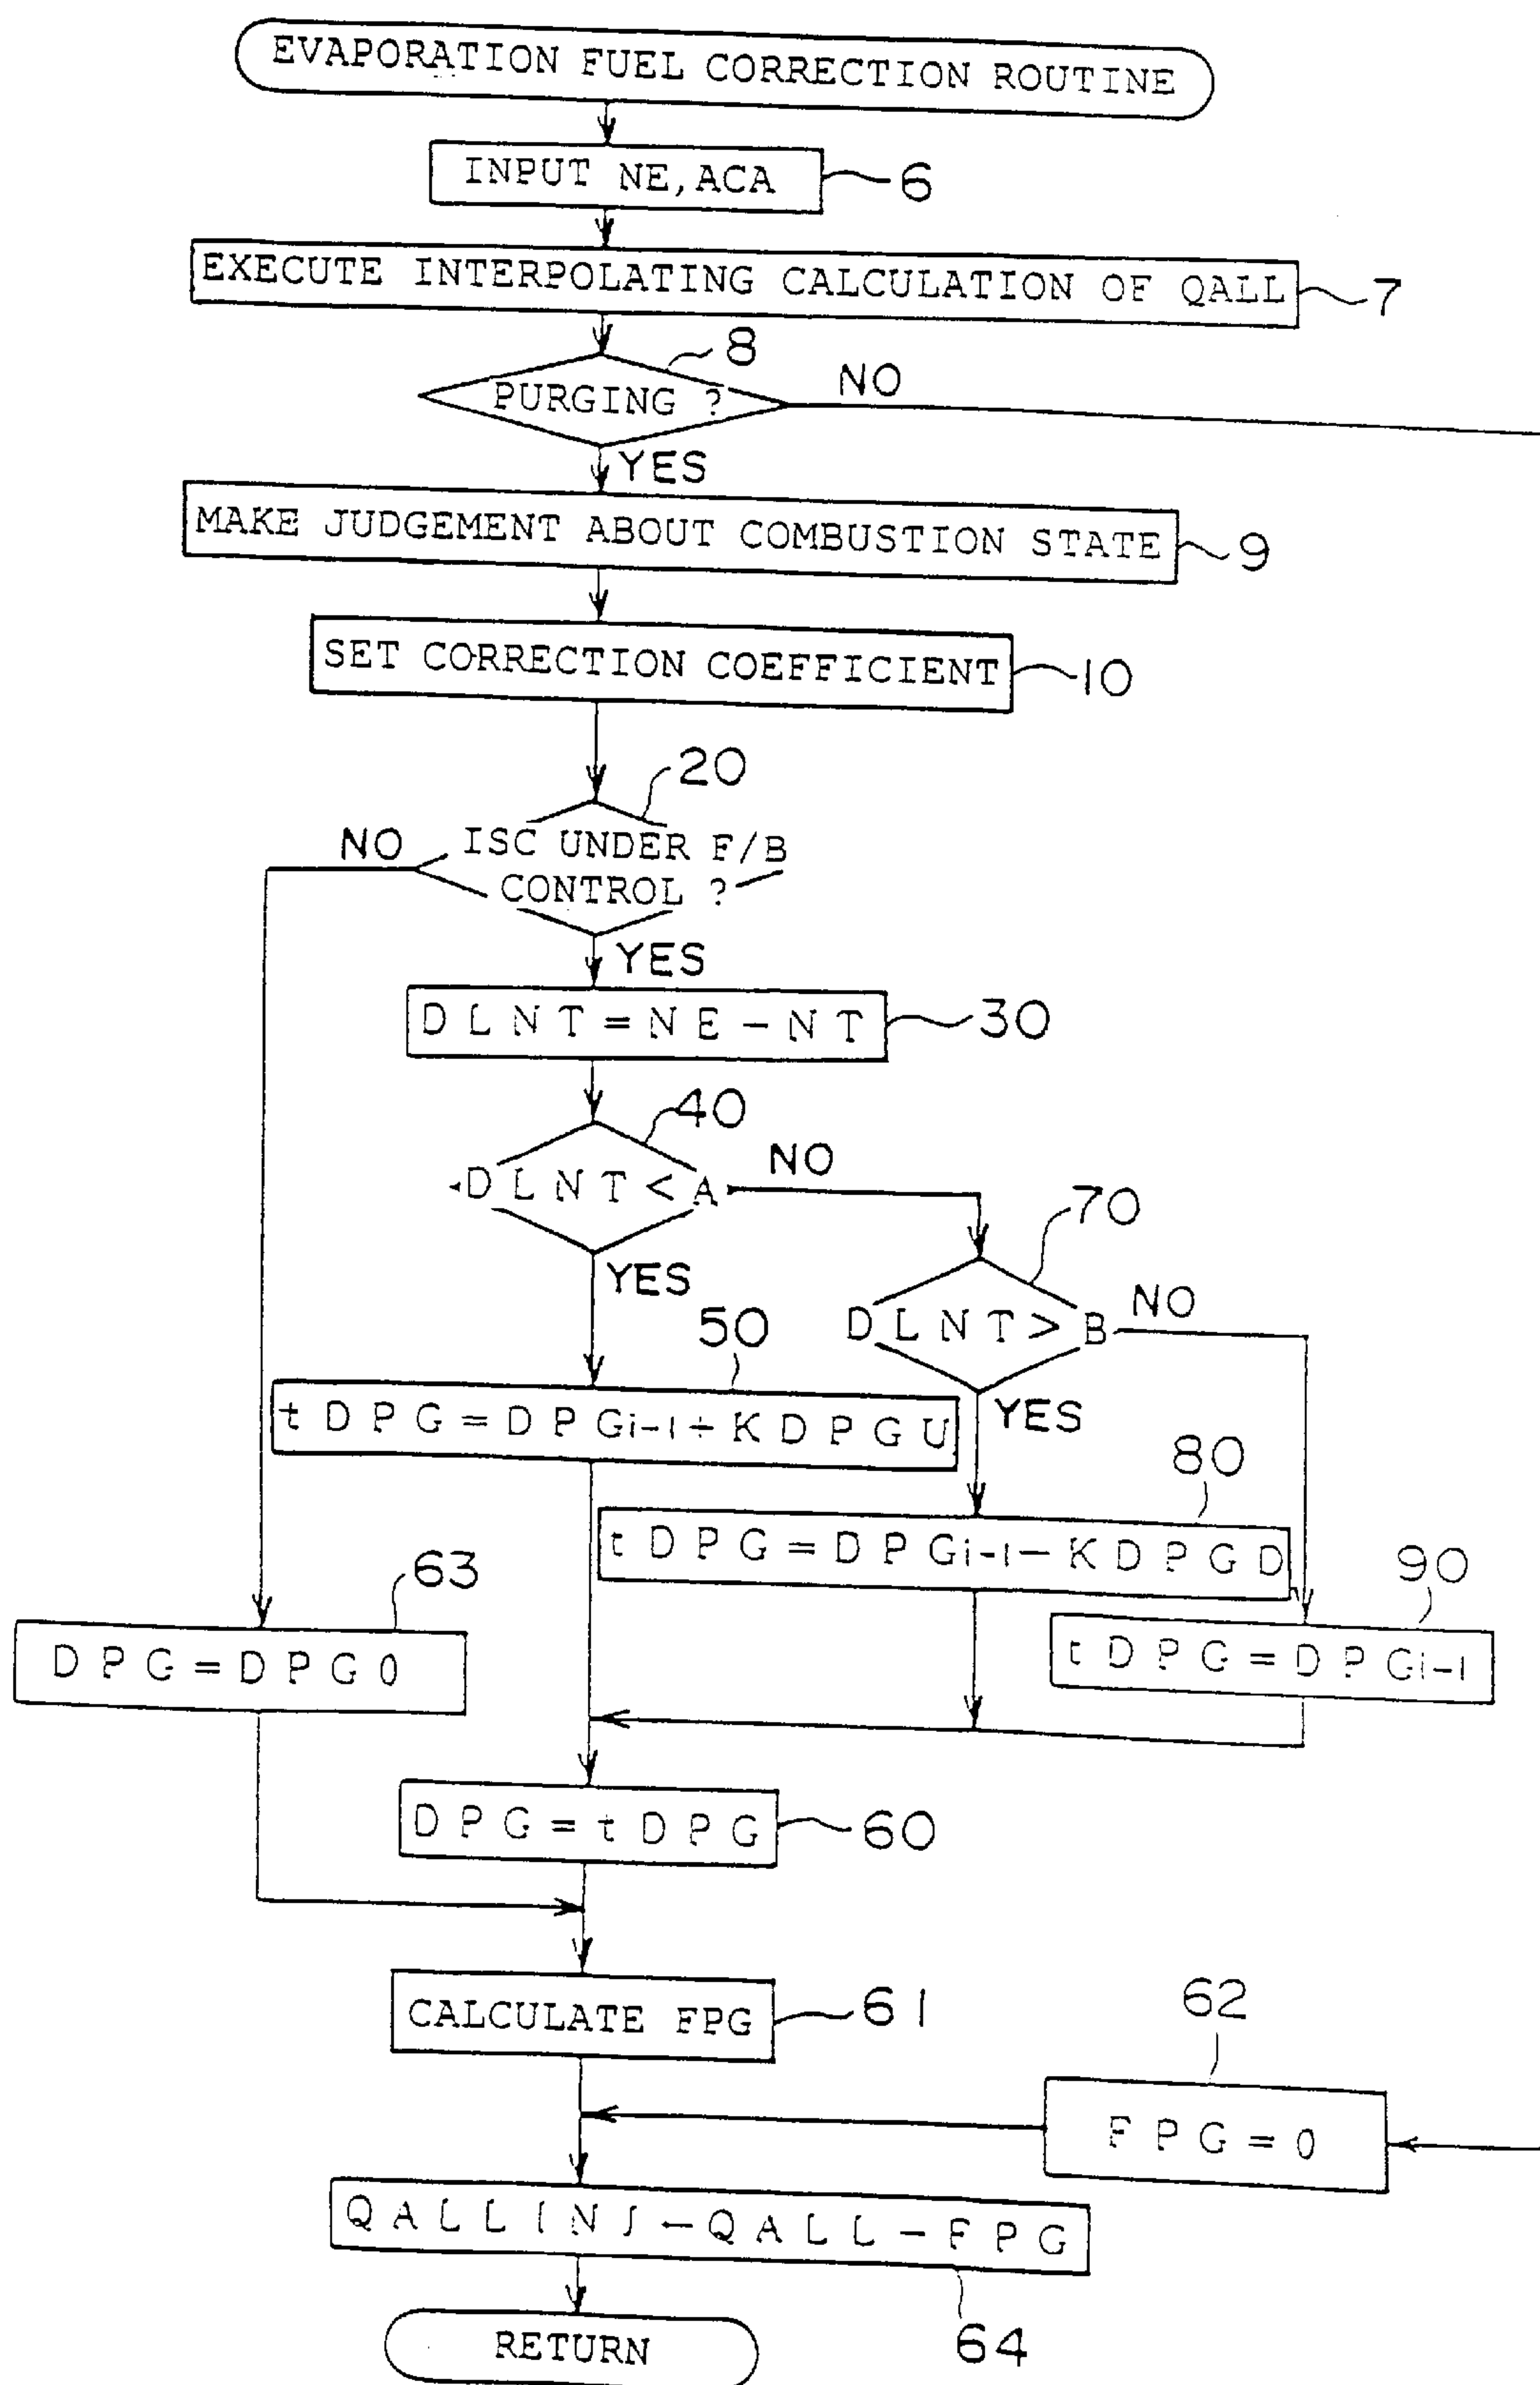 EVAPORATION FUEL CORRECTION ROUTINE
INPUT NE, ACA
6
EXECUTE INTERPOLATING CALCULATION OF QALL
7
8
PURGING ?
NO
YES
MAKE JUDGEMENT ABOUT COMBUSTION STATE
9
SET CORRECTION COEFFICIENT
10
20
NO
ISC UNDER F/B
CONTROL ?
YES
DLNT=NE-NT
30
40
DLNT<A
NO
70
YES
DLNT>B
NO
50
tDPG=DPGi-1+KDPGU
YES
80
tDPG=DPGi-1-KDPGD
63
90
DPG=DPG0
tDPG=DPGi-1
DPG=tDPG
60
CALCULATE FPG
61
62
FPG=0
QALLINJ←QALL-FPG
64
RETURN